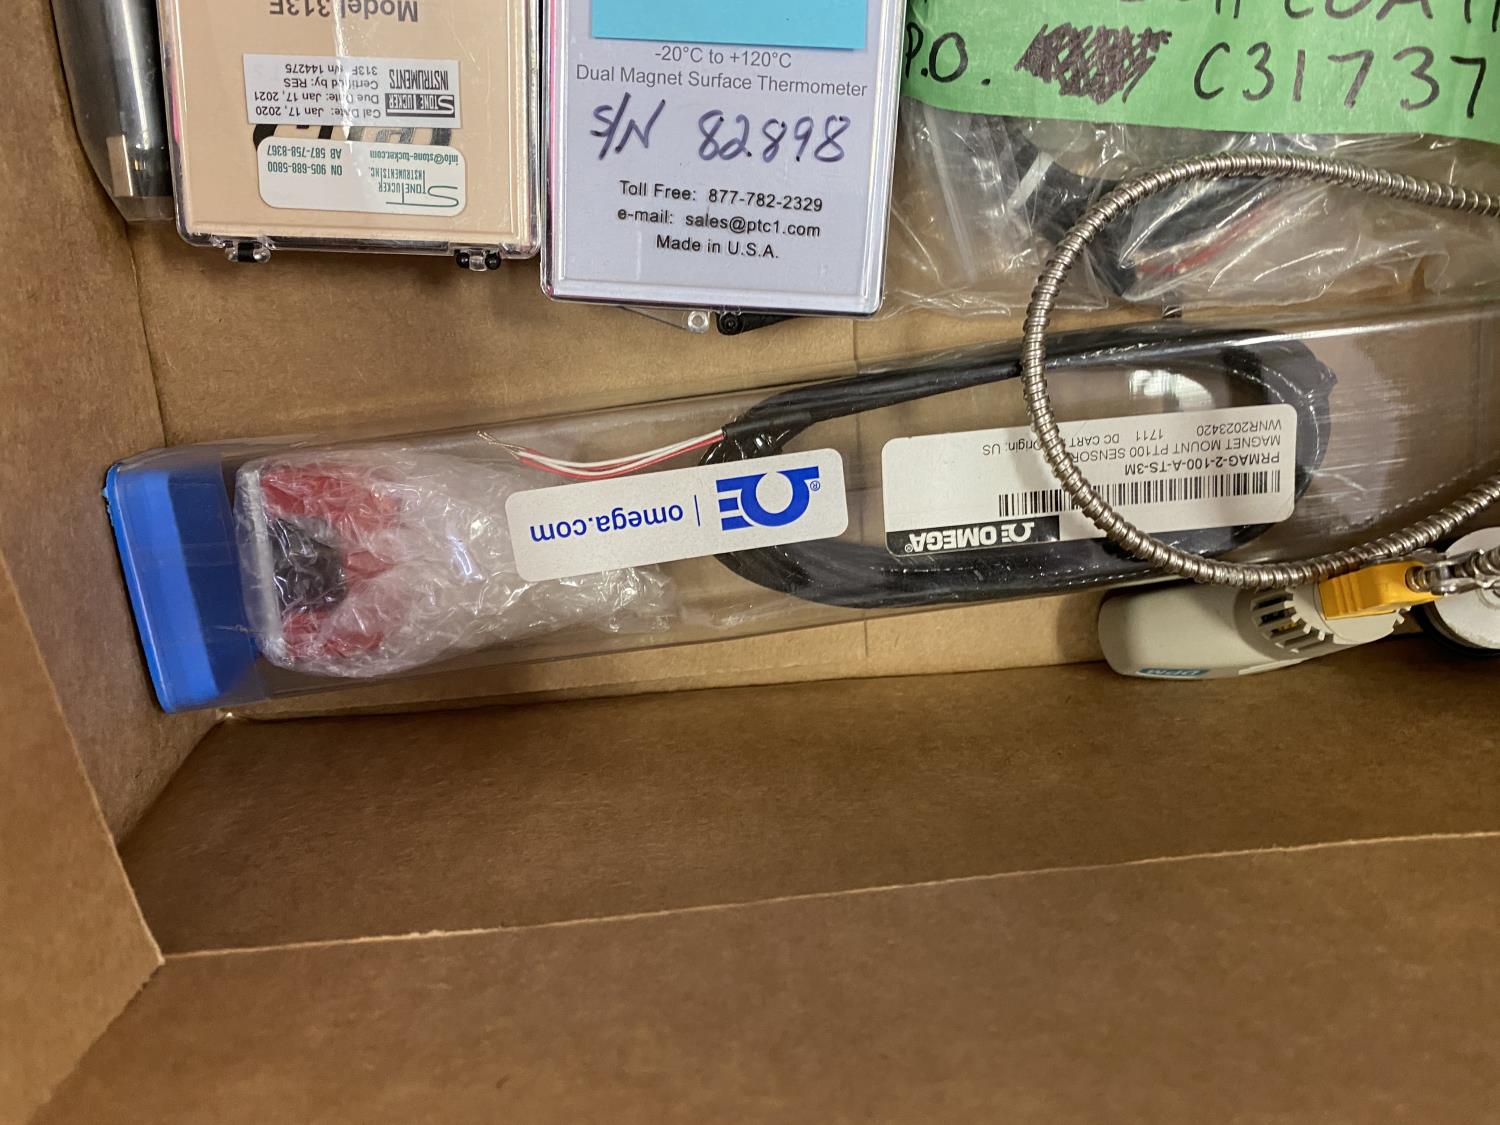 Model 313F
STONE TUCKER
INSTRUMENTS
Cal Date: Jan 17, 2020
Due Date: Jan 17, 2021
Certified by: RES
313F s/n 144275
STONE TUCKER
INSTRUMENTS INC.
info@stone-tucker.com
ON 905-688-5800
AB 587-758-8367
-20°C to +120°C
Dual Magnet Surface Thermometer
S/N 82898
Toll Free: 877-782-2329
e-mail: sales@ptc1.com
Made in U.S.A.
P.O. C31737
omega.com
OMEGA®
PRMAG-2-100-A-TS-3M
MAGNET MOUNT PT100 SENSOR
WNR2023420 1711 DC CART Origin: US
DPM